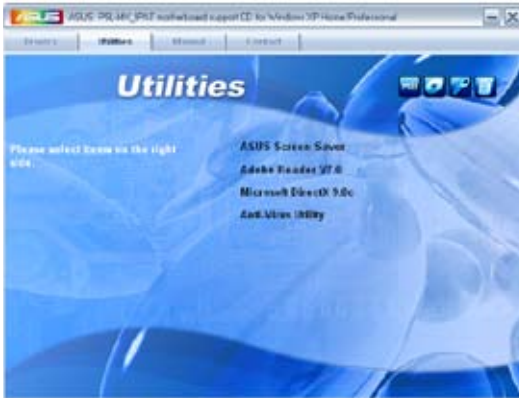 ASUS P5L-MX_IPAT motherboard support CD for Windows XP Home/Professional
Drivers Utilities Manual Contact
Utilities
Please select items on the right
side.
ASUS Screen Saver
Adobe Reader V7.0
Microsoft DirectX 9.0c
Anti-Virus Utility